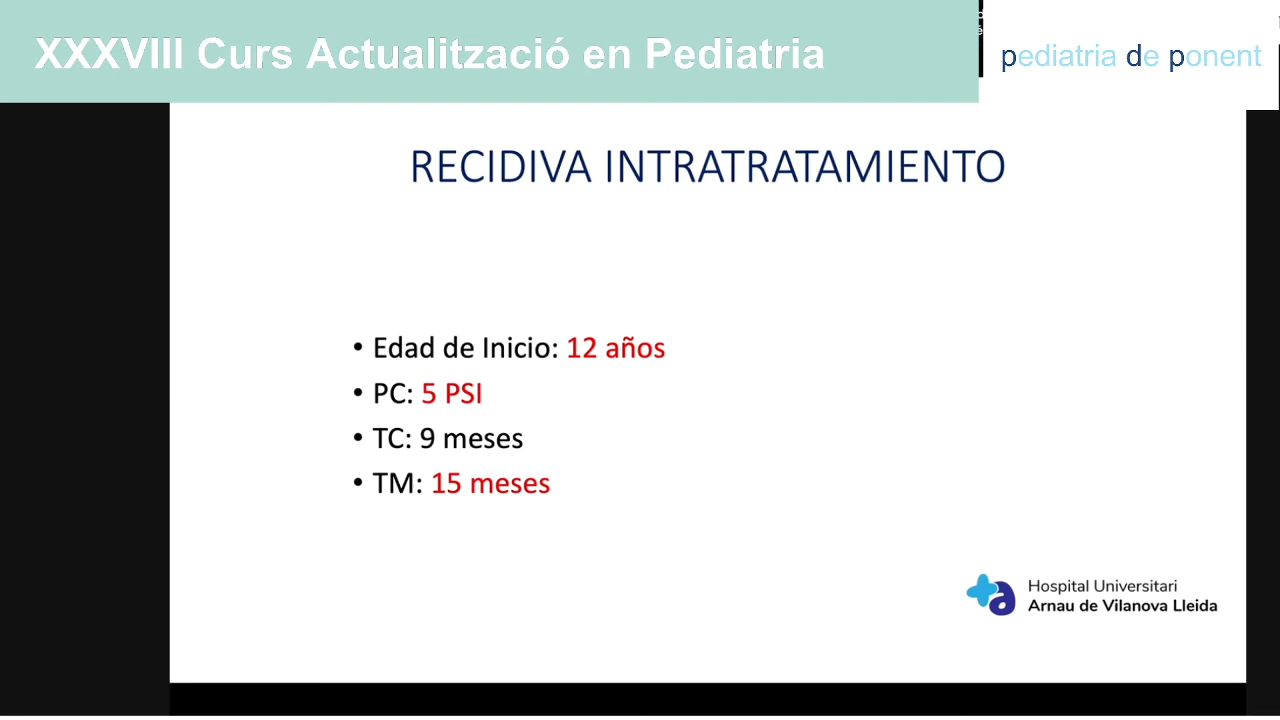 XXXVIII Curs Actualització en Pediatria
pediatria de ponent
RECIDIVA INTRATRATAMIENTO
• Edad de Inicio: 12 años
• PC: 5 PSI
• TC: 9 meses
• TM: 15 meses
Hospital Universitari
Arnau de Vilanova Lleida